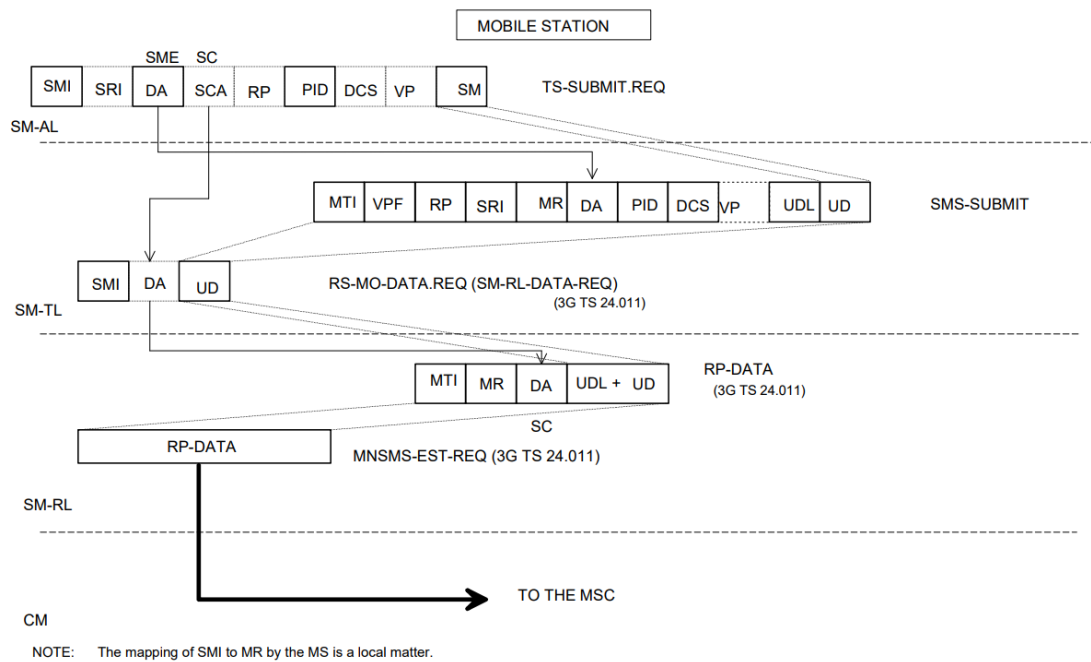 MOBILE STATION
SME SC
SMI SRI DA SCA RP PID DCS VP SM TS-SUBMIT.REQ
SM-AL
MTI VPF RP SRI MR DA PID DCS VP UDL UD SMS-SUBMIT
SMI DA UD RS-MO-DATA.REQ (SM-RL-DATA-REQ)
(3G TS 24.011)
SM-TL
MTI MR DA UDL + UD RP-DATA
(3G TS 24.011)
SC
RP-DATA MNSMS-EST-REQ (3G TS 24.011)
SM-RL
TO THE MSC
CM
NOTE: The mapping of SMI to MR by the MS is a local matter.